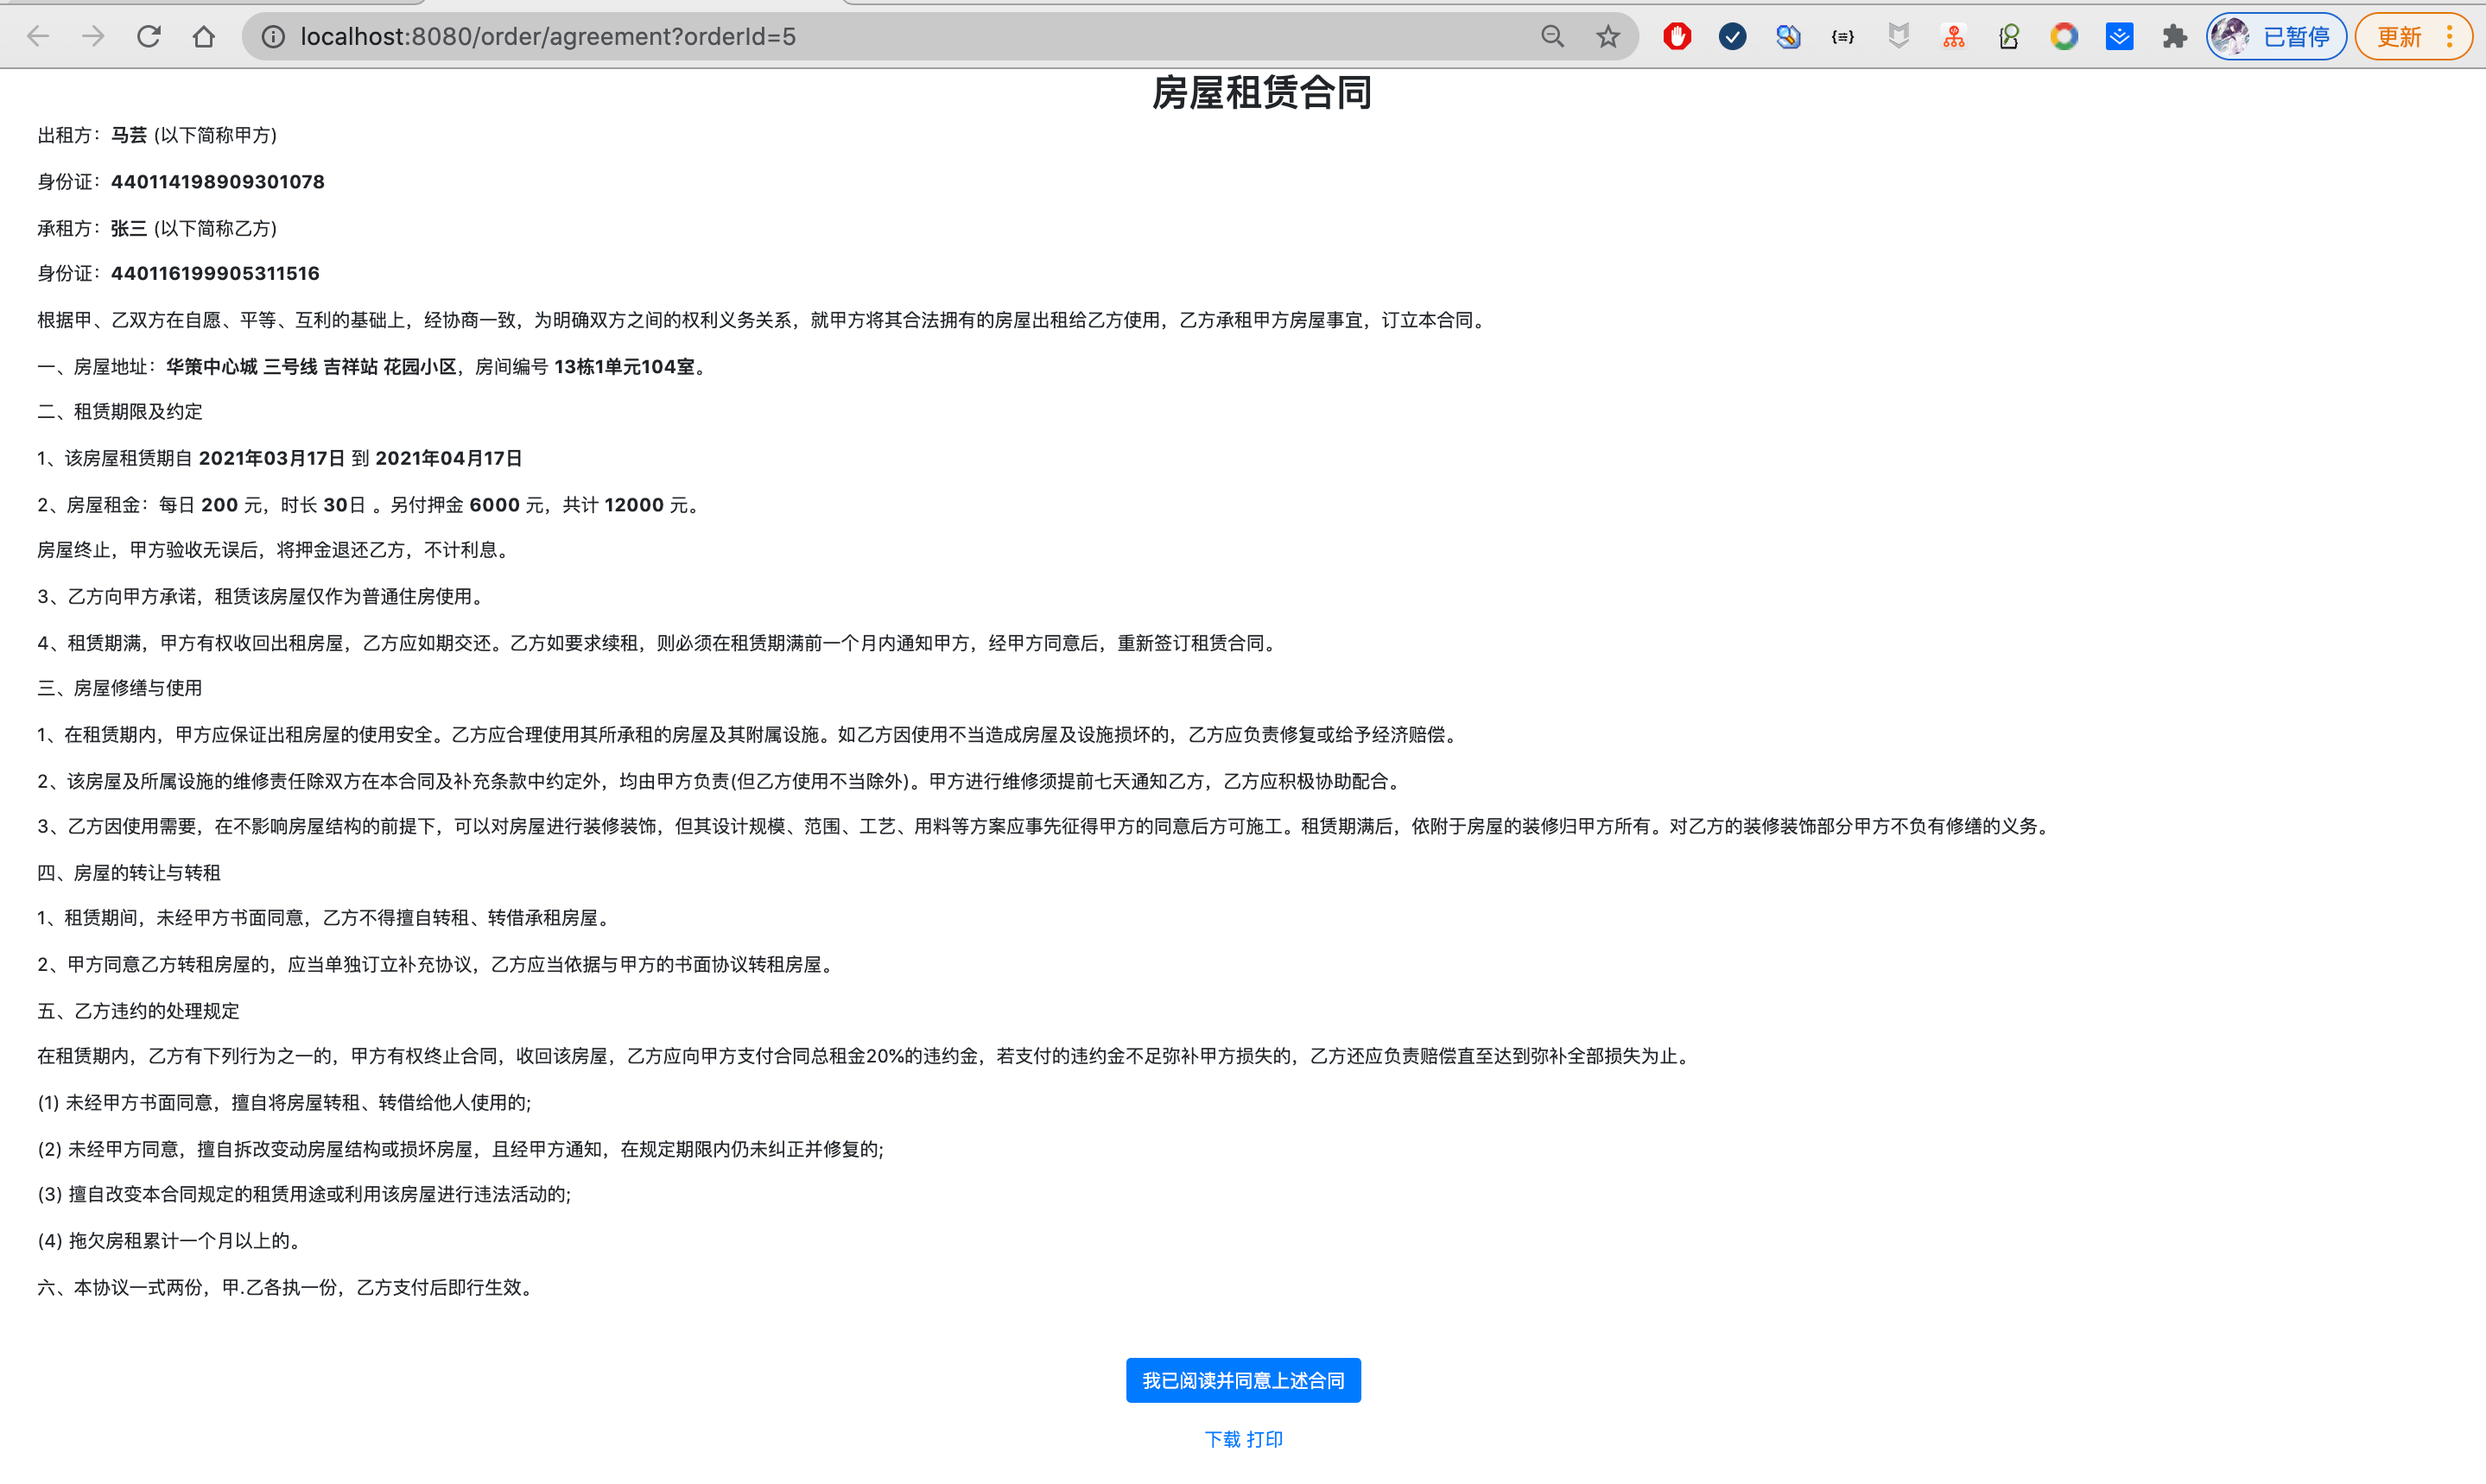 localhost:8080/order/agreement?orderId=5
已暂停
更新
房屋租赁合同
出租方：马芸 (以下简称甲方)
身份证：440114198909301078
承租方：张三 (以下简称乙方)
身份证：440116199905311516
根据甲、乙双方在自愿、平等、互利的基础上，经协商一致，为明确双方之间的权利义务关系，就甲方将其合法拥有的房屋出租给乙方使用，乙方承租甲方房屋事宜，订立本合同。
一、房屋地址：华策中心城 三号线 吉祥站 花园小区，房间编号 13栋1单元104室。
二、租赁期限及约定
1、该房屋租赁期自 2021年03月17日 到 2021年04月17日
2、房屋租金：每日 200 元，时长 30日 。另付押金 6000 元，共计 12000 元。
房屋终止，甲方验收无误后，将押金退还乙方，不计利息。
3、乙方向甲方承诺，租赁该房屋仅作为普通住房使用。
4、租赁期满，甲方有权收回出租房屋，乙方应如期交还。乙方如要求续租，则必须在租赁期满前一个月内通知甲方，经甲方同意后，重新签订租赁合同。
三、房屋修缮与使用
1、在租赁期内，甲方应保证出租房屋的使用安全。乙方应合理使用其所承租的房屋及其附属设施。如乙方因使用不当造成房屋及设施损坏的，乙方应负责修复或给予经济赔偿。
2、该房屋及所属设施的维修责任除双方在本合同及补充条款中约定外，均由甲方负责(但乙方使用不当除外)。甲方进行维修须提前七天通知乙方，乙方应积极协助配合。
3、乙方因使用需要，在不影响房屋结构的前提下，可以对房屋进行装修装饰，但其设计规模、范围、工艺、用料等方案应事先征得甲方的同意后方可施工。租赁期满后，依附于房屋的装修归甲方所有。对乙方的装修装饰部分甲方不负有修缮的义务。
四、房屋的转让与转租
1、租赁期间，未经甲方书面同意，乙方不得擅自转租、转借承租房屋。
2、甲方同意乙方转租房屋的，应当单独订立补充协议，乙方应当依据与甲方的书面协议转租房屋。
五、乙方违约的处理规定
在租赁期内，乙方有下列行为之一的，甲方有权终止合同，收回该房屋，乙方应向甲方支付合同总租金20%的违约金，若支付的违约金不足弥补甲方损失的，乙方还应负责赔偿直至达到弥补全部损失为止。
(1) 未经甲方书面同意，擅自将房屋转租、转借给他人使用的;
(2) 未经甲方同意，擅自拆改变动房屋结构或损坏房屋，且经甲方通知，在规定期限内仍未纠正并修复的;
(3) 擅自改变本合同规定的租赁用途或利用该房屋进行违法活动的;
(4) 拖欠房租累计一个月以上的。
六、本协议一式两份，甲.乙各执一份，乙方支付后即行生效。
我已阅读并同意上述合同
下载 打印